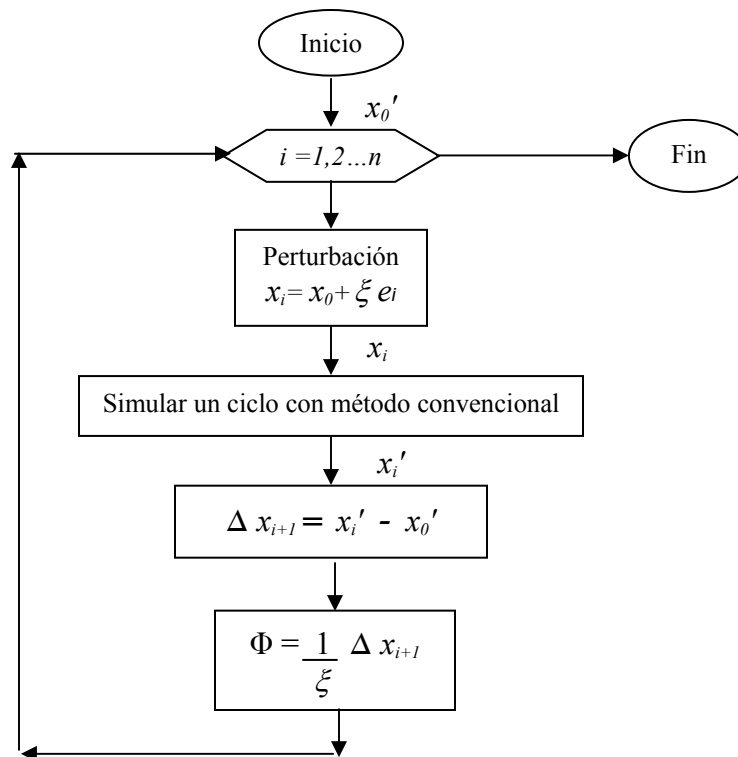 Inicio
x₀'
i =1,2…n
Fin
Perturbación
xᵢ= x₀+ ξ eᵢ
xᵢ
Simular un ciclo con método convencional
xᵢ'
Δ xᵢ₊₁ = xᵢ' - x₀'
Φ = 1/ξ Δ xᵢ₊₁